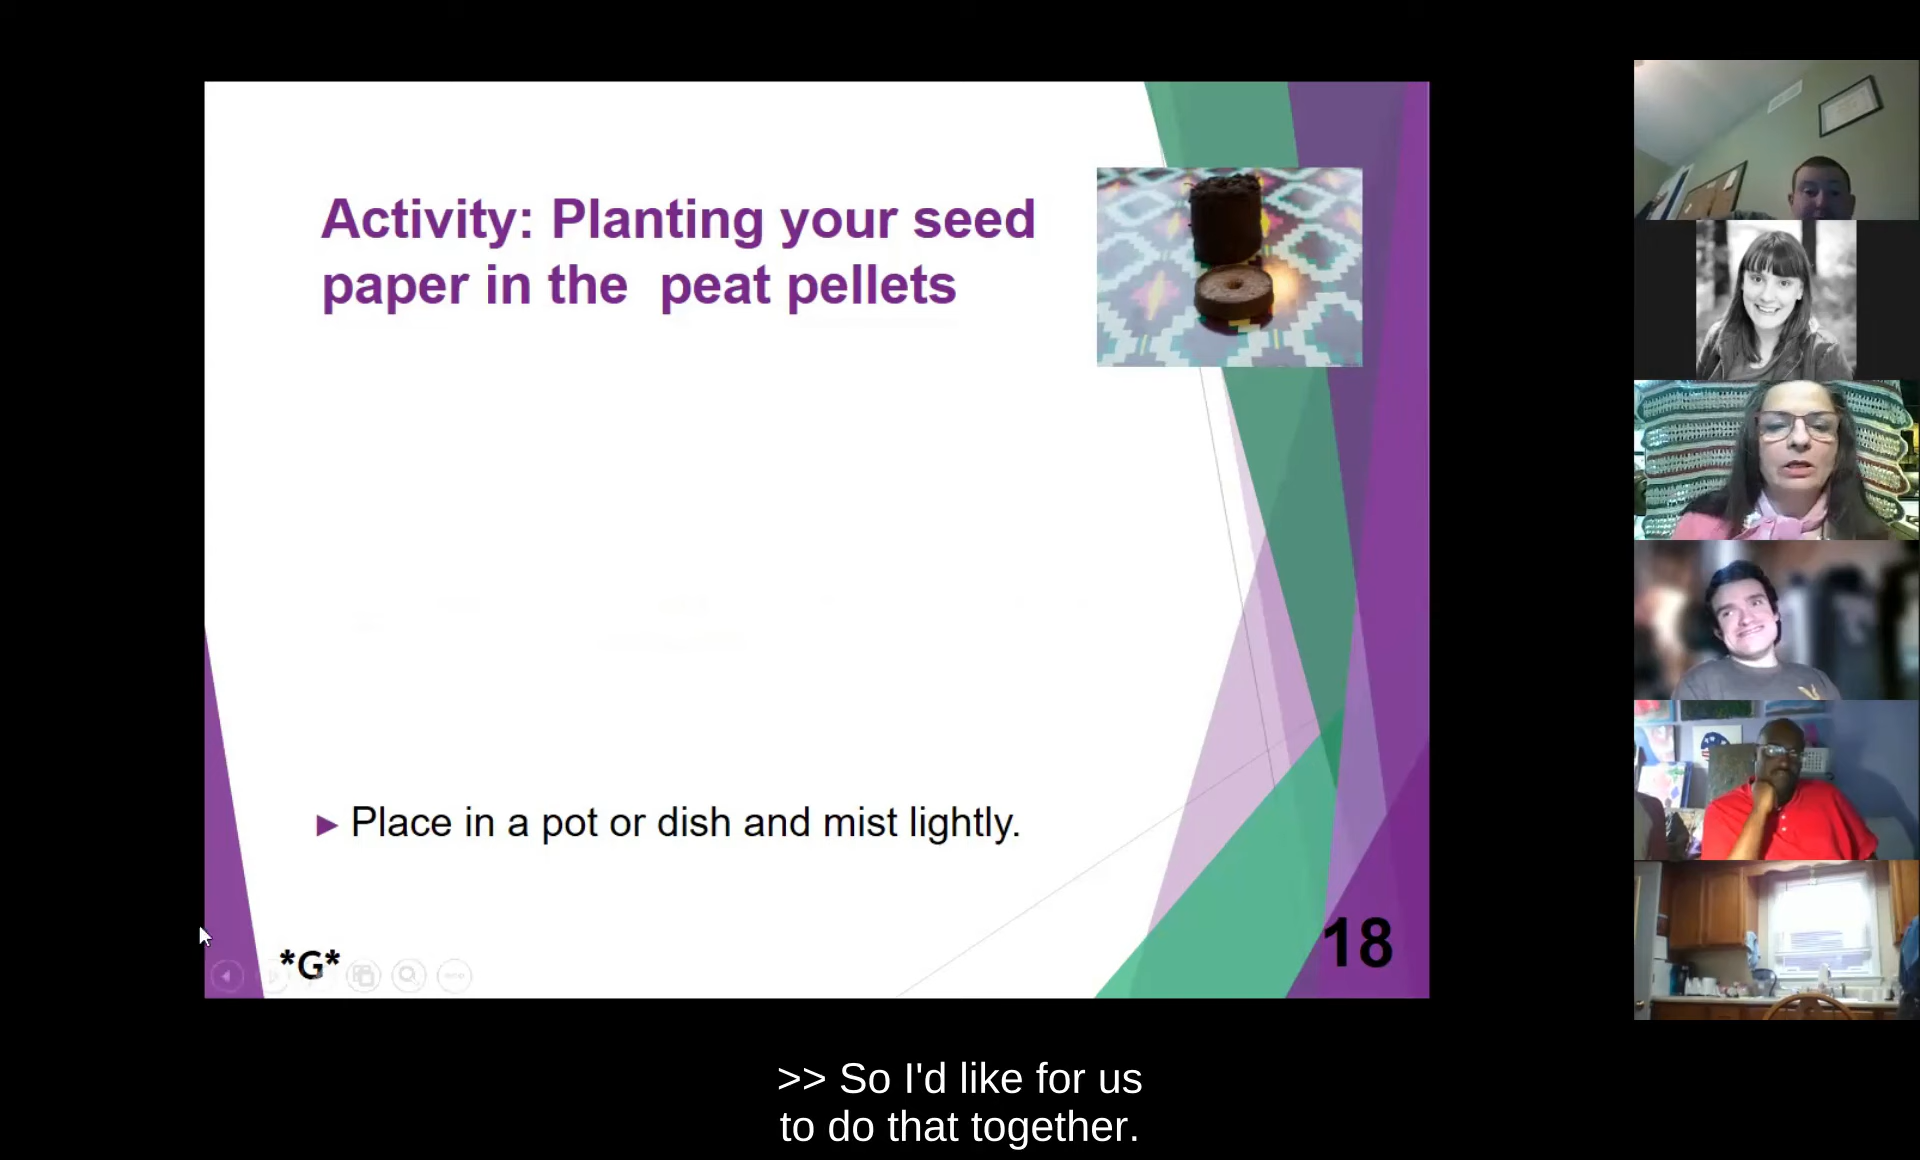 Activity: Planting your seed
paper in the  peat pellets
► Place in a pot or dish and mist lightly.
*G*
18
>> So I'd like for us
to do that together.